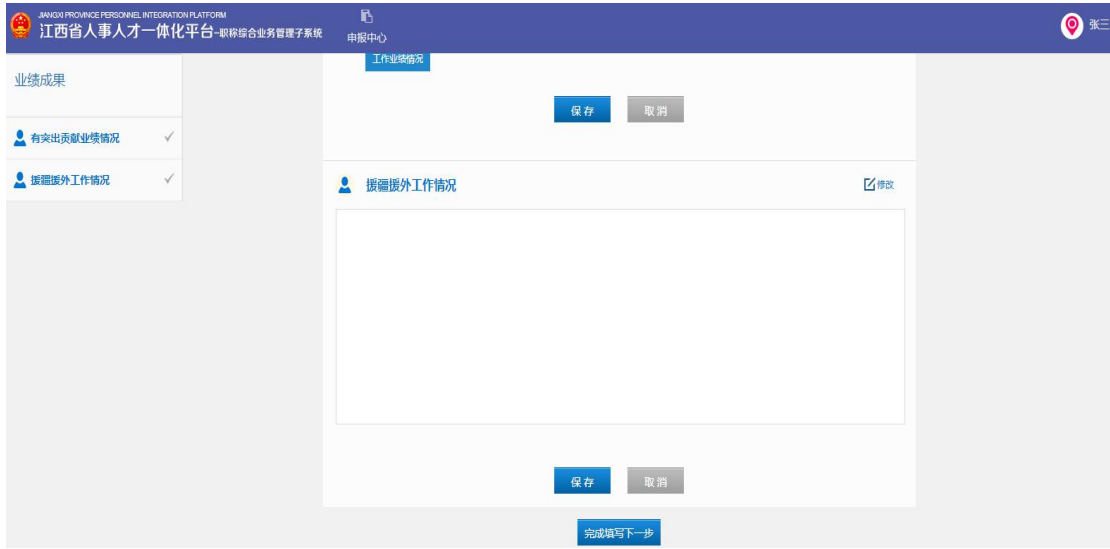 JIANGXI PROVINCE PERSONNEL INTEGRATION PLATFORM
江西省人事人才一体化平台-职称综合业务管理子系统
申报中心
张三
业绩成果
有突出贡献业绩情况
援疆援外工作情况
工作业绩情况
保存 取消
援疆援外工作情况 修改
保存 取消
完成填写下一步